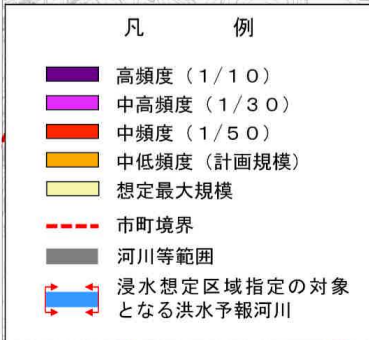 凡　例
高頻度（1/10）
中高頻度（1/30）
中頻度（1/50）
中低頻度（計画規模）
想定最大規模
市町境界
河川等範囲
浸水想定区域指定の対象
となる洪水予報河川